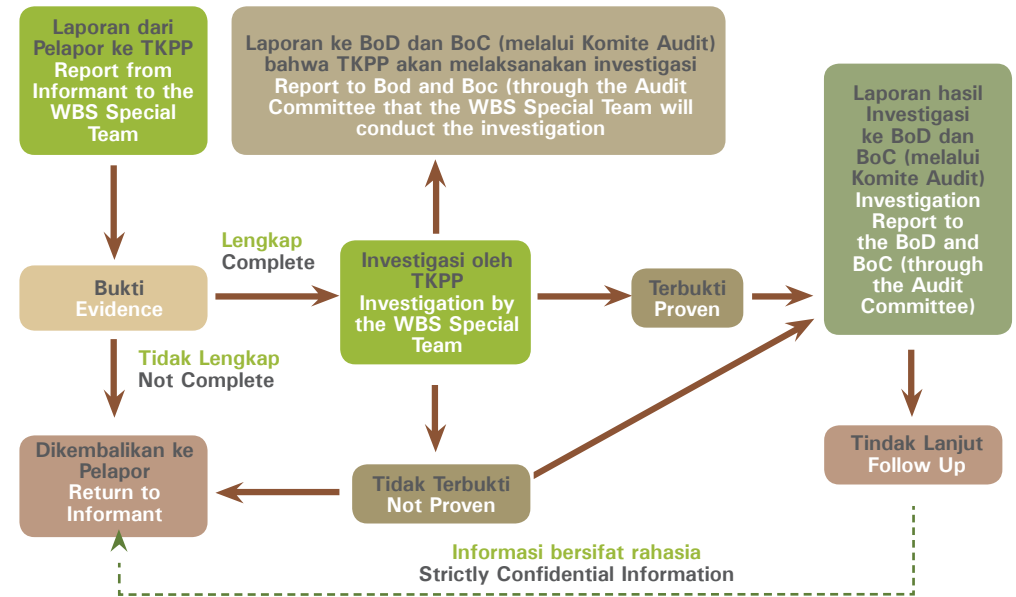 Laporan dari
Pelapor ke TKPP
Report from
Informant to the
WBS Special
Team
Laporan ke BoD dan BoC (melalui Komite Audit)
bahwa TKPP akan melaksanakan investigasi
Report to Bod and Boc (through the Audit
Committee that the WBS Special Team will
conduct the investigation
Laporan hasil
Investigasi
ke BoD dan
BoC (melalui
Komite Audit)
Investigation
Report to
the BoD and
BoC (through
the Audit
Committee)
Bukti
Evidence
Lengkap
Complete
Investigasi oleh
TKPP
Investigation by
the WBS Special
Team
Terbukti
Proven
Tidak Lengkap
Not Complete
Dikembalikan ke
Pelapor
Return to
Informant
Tidak Terbukti
Not Proven
Tindak Lanjut
Follow Up
Informasi bersifat rahasia
Strictly Confidential Information